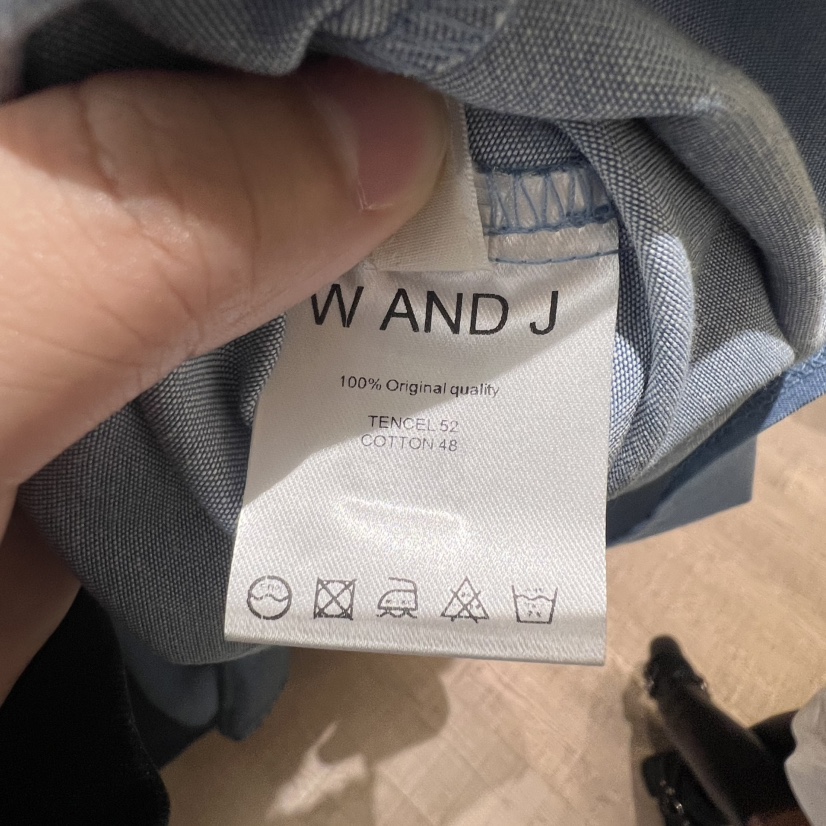 W AND J
100% Original quality
TENCEL 52
COTTON 48